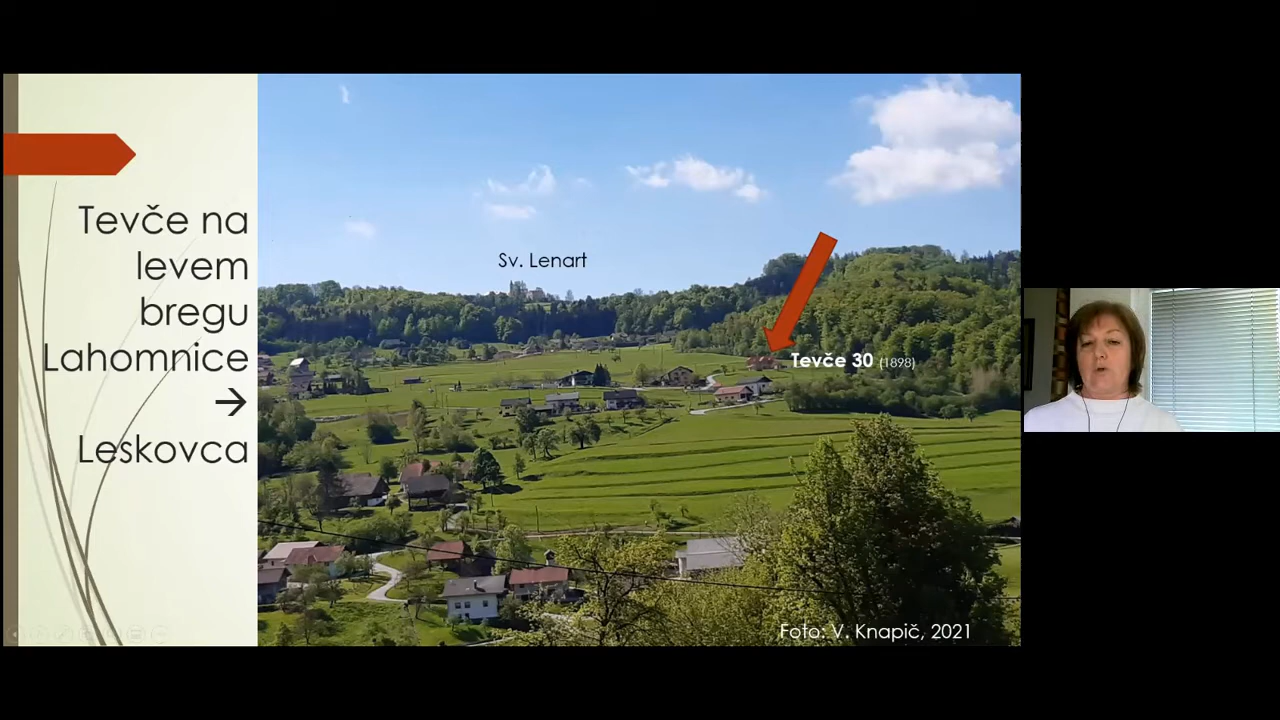 Tevče na
levem
bregu
Lahomnice
→
Leskovca
Sv. Lenart
Tevče 30 (1898)
Foto: V. Knapič, 2021